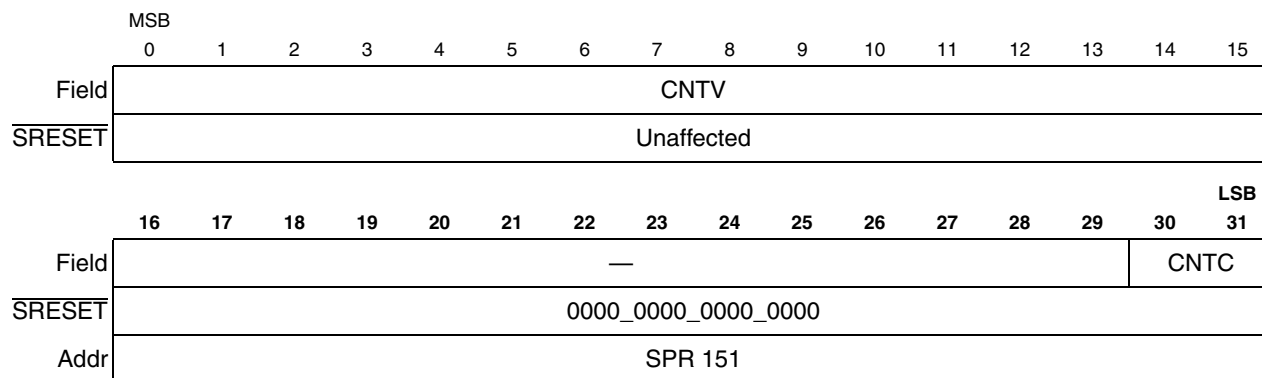 MSB
0 1 2 3 4 5 6 7 8 9 10 11 12 13 14 15
Field CNTV
SRESET Unaffected
LSB
16 17 18 19 20 21 22 23 24 25 26 27 28 29 30 31
Field — CNTC
SRESET 0000_0000_0000_0000
Addr SPR 151